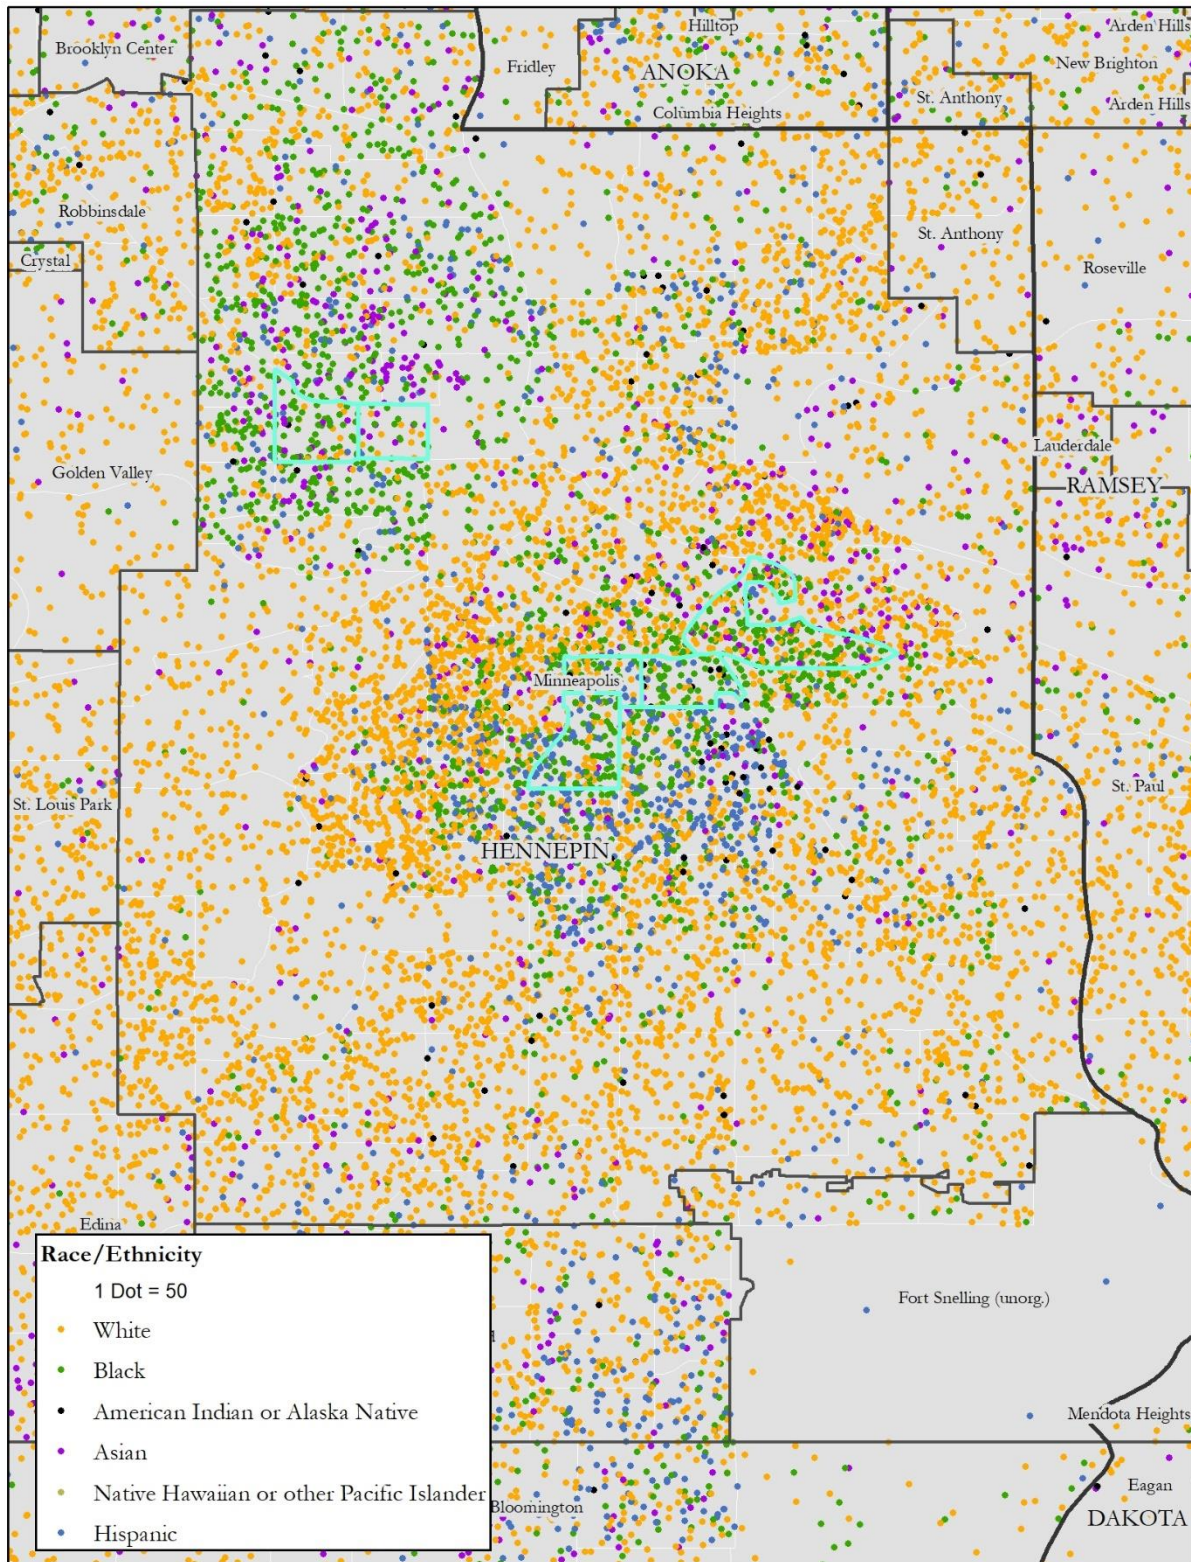 Hilltop
Arden Hills
Brooklyn Center
Fridley
ANOKA
New Brighton
St. Anthony
Arden Hills
Columbia Heights
Robbinsdale
St. Anthony
Crystal
Roseville
Lauderdale
Golden Valley
RAMSEY
Minneapolis
St. Louis Park
St. Paul
HENNEPIN
Edina
Race/Ethnicity
1 Dot = 50
White
Black
American Indian or Alaska Native
Asian
Native Hawaiian or other Pacific Islander
Hispanic
Fort Snelling (unorg.)
Mendota Heights
Eagan
Bloomington
DAKOTA